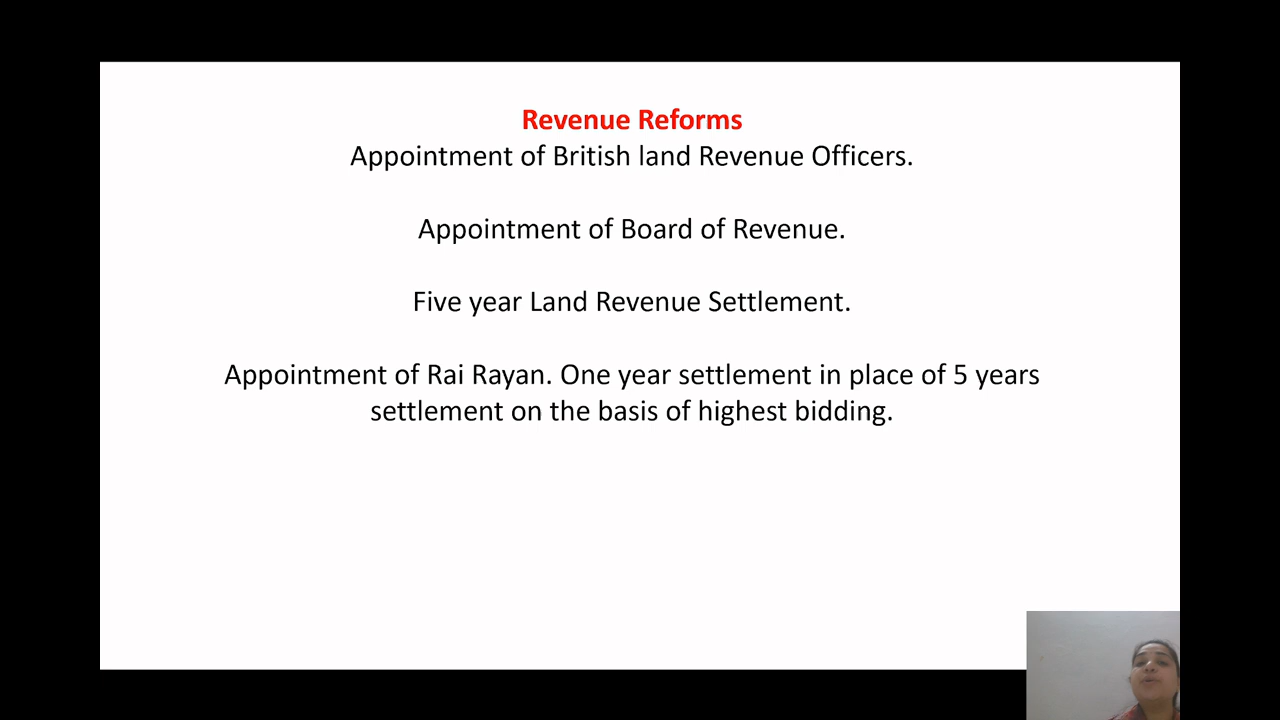 Revenue Reforms
Appointment of British land Revenue Officers.
Appointment of Board of Revenue.
Five year Land Revenue Settlement.
Appointment of Rai Rayan. One year settlement in place of 5 years
settlement on the basis of highest bidding.